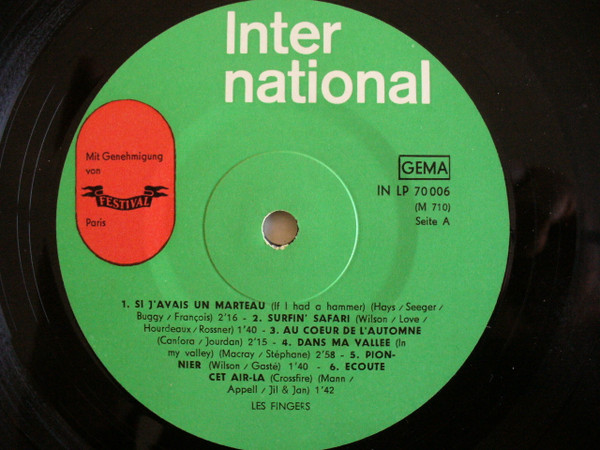 Inter
national
Mit Genehmigung
von
FESTIVAL
Paris
GEMA
IN LP 70006
(M 710)
Seite A
1. SI J'AVAIS UN MARTEAU (If I had a hammer) (Hays / Seeger /
Buggy / François) 2'16 - 2. SURFIN' SAFARI (Wilson / Love /
Hourdeaux / Rossner) 1'40 - 3. AU COEUR DE L'AUTOMNE
(Canfora / Jourdan) 2'15 - 4. DANS MA VALLEE (In
my valley) (Macray / Stéphane) 2'58 - 5. PION-
NIER (Wilson / Gasté) 1'40 - 6. ECOUTE
CET AIR-LA (Crossfire) (Mann /
Appell / Jil & Jan) 1'42
LES FINGERS